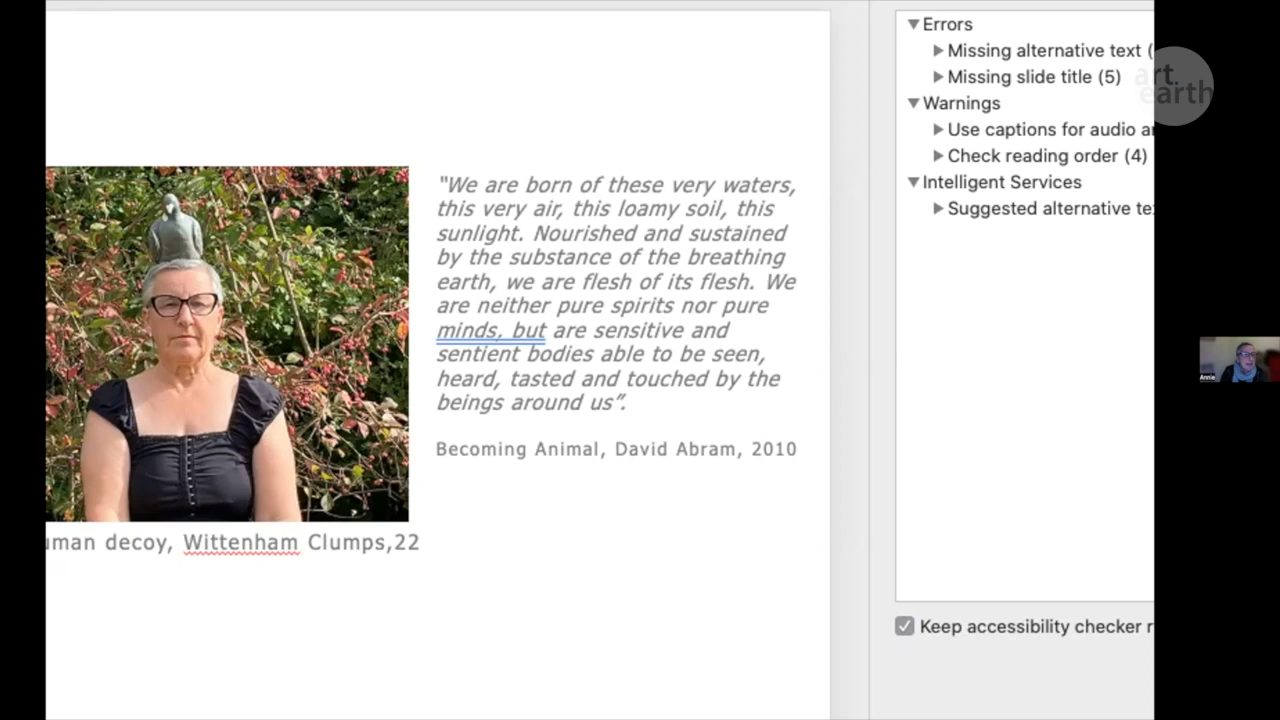 "We are born of these very waters,
this very air, this loamy soil, this
sunlight. Nourished and sustained
by the substance of the breathing
earth, we are flesh of its flesh. We
are neither pure spirits nor pure
minds, but are sensitive and
sentient bodies able to be seen,
heard, tasted and touched by the
beings around us”.
Becoming Animal, David Abram, 2010
uman decoy, Wittenham Clumps,22
Errors
Missing alternative text (
Missing slide title (5)
Warnings
Use captions for audio a
Check reading order (4)
Intelligent Services
Suggested alternative te
Keep accessibility checker r
art.
earth
Annie